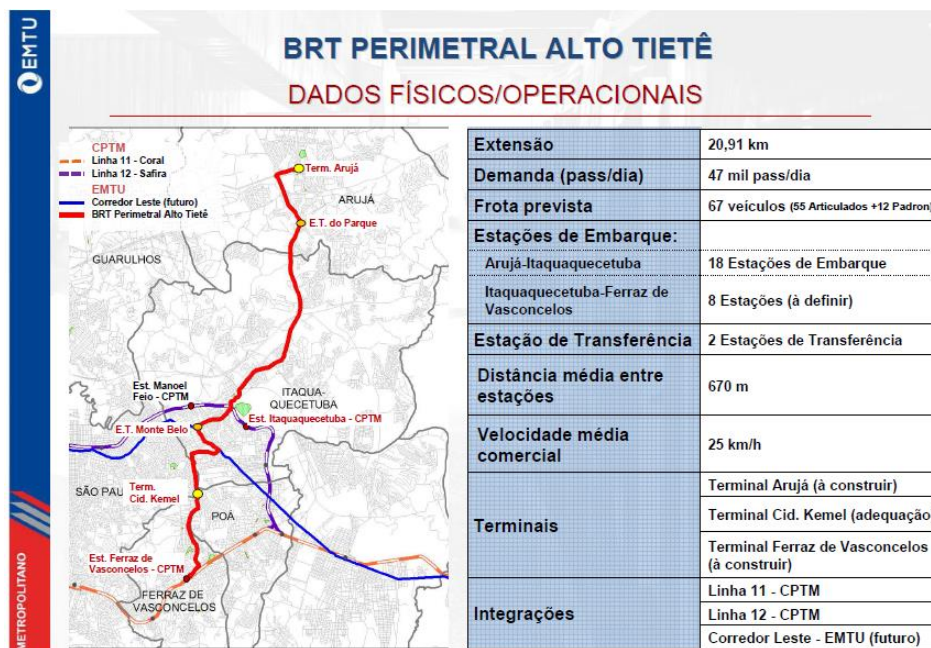 EMTU
METROPOLITANO
BRT PERIMETRAL ALTO TIETÊ
DADOS FÍSICOS/OPERACIONAIS
CPTM
Linha 11 - Coral
Linha 12 - Safira
EMTU
Corredor Leste (futuro)
BRT Perimetral Alto Tietê
Term. Arujá
ARUJÁ
E.T. do Parque
GUARULHOS
Est. Manoel
Feio - CPTM
ITAQUA-
QUECETUBA
Est. Itaquaquecetuba - CPTM
E.T. Monte Belo
SÃO PAU
Term.
Cid. Kemel
POÁ
Est. Ferraz de
Vasconcelos - CPTM
FERRAZ DE
VASCONCELOS
Extensão
20,91 km
Demanda (pass/dia)
47 mil pass/dia
Frota prevista
67 veículos (55 Articulados +12 Padron)
Estações de Embarque:
Arujá-Itaquaquecetuba
18 Estações de Embarque
Itaquaquecetuba-Ferraz de
Vasconcelos
8 Estações (à definir)
Estação de Transferência
2 Estações de Transferência
Distância média entre
estações
670 m
Velocidade média
comercial
25 km/h
Terminais
Terminal Arujá (à construir)
Terminal Cid. Kemel (adequação
Terminal Ferraz de Vasconcelos
(à construir)
Integrações
Linha 11 - CPTM
Linha 12 - CPTM
Corredor Leste - EMTU (futuro)